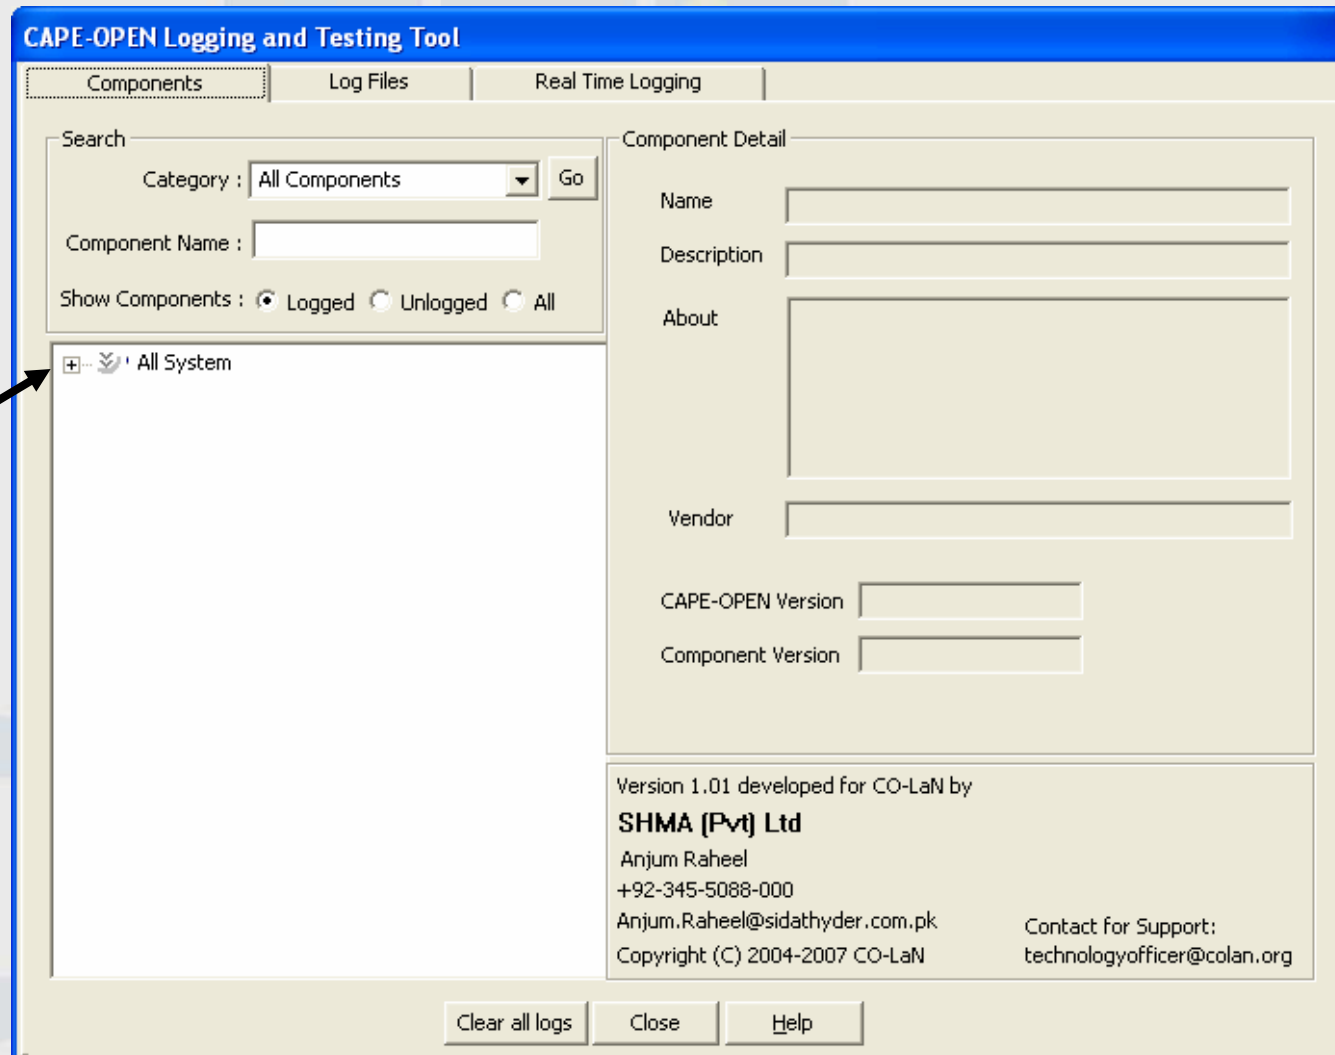 CAPE-OPEN Logging and Testing Tool
Components Log Files Real Time Logging
Search
Category : All Components Go
Component Name :
Show Components : Logged Unlogged All
All System
Component Detail
Name
Description
About
Vendor
CAPE-OPEN Version
Component Version
Version 1.01 developed for CO-LaN by
SHMA (Pvt) Ltd
Anjum Raheel
+92-345-5088-000
Anjum.Raheel@sidathyder.com.pk
Copyright (C) 2004-2007 CO-LaN
Contact for Support:
technologyofficer@colan.org
Clear all logs Close Help